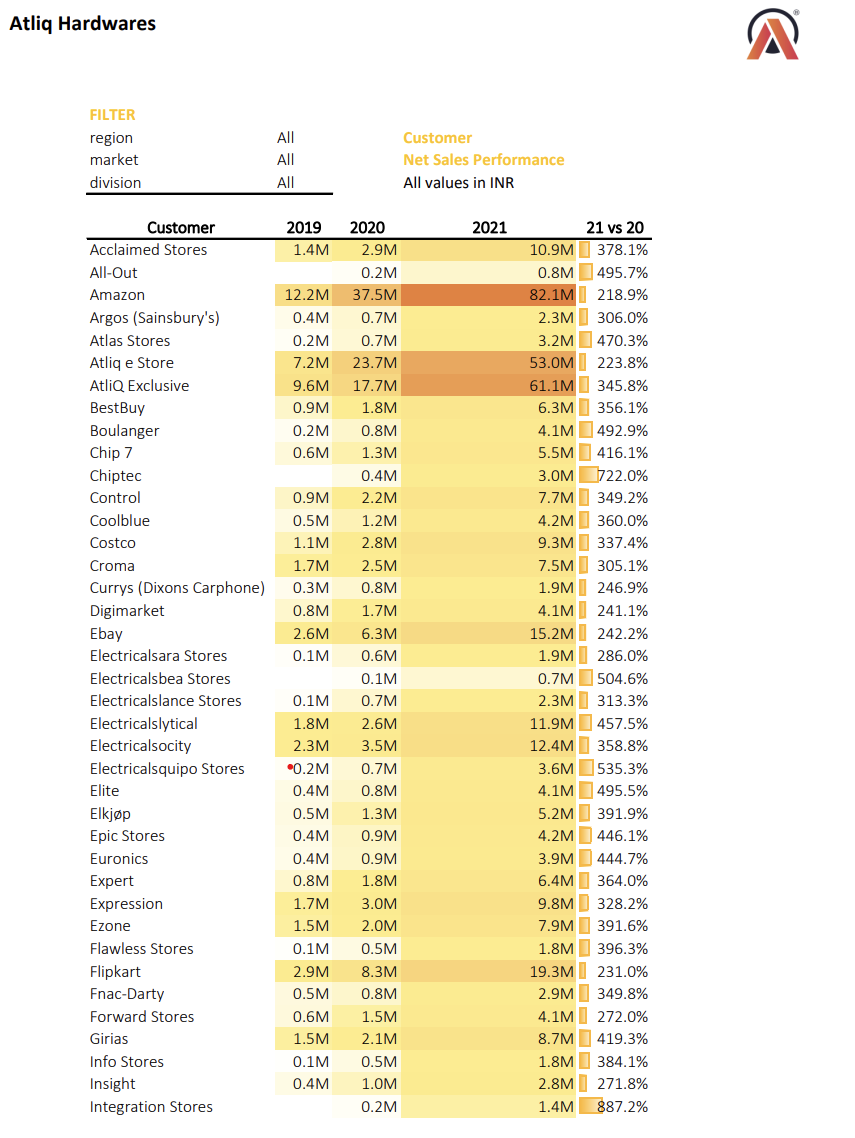 Atliq Hardwares
®
FILTER
region All Customer
market All Net Sales Performance
division All All values in INR
Customer 2019 2020 2021 21 vs 20
Acclaimed Stores 1.4M 2.9M 10.9M 378.1%
All-Out 0.2M 0.8M 495.7%
Amazon 12.2M 37.5M 82.1M 218.9%
Argos (Sainsbury's) 0.4M 0.7M 2.3M 306.0%
Atlas Stores 0.2M 0.7M 3.2M 470.3%
Atliq e Store 7.2M 23.7M 53.0M 223.8%
AtliQ Exclusive 9.6M 17.7M 61.1M 345.8%
BestBuy 0.9M 1.8M 6.3M 356.1%
Boulanger 0.2M 0.8M 4.1M 492.9%
Chip 7 0.6M 1.3M 5.5M 416.1%
Chiptec 0.4M 3.0M 722.0%
Control 0.9M 2.2M 7.7M 349.2%
Coolblue 0.5M 1.2M 4.2M 360.0%
Costco 1.1M 2.8M 9.3M 337.4%
Croma 1.7M 2.5M 7.5M 305.1%
Currys (Dixons Carphone) 0.3M 0.8M 1.9M 246.9%
Digimarket 0.8M 1.7M 4.1M 241.1%
Ebay 2.6M 6.3M 15.2M 242.2%
Electricalsara Stores 0.1M 0.6M 1.9M 286.0%
Electricalsbea Stores 0.1M 0.7M 504.6%
Electricalslance Stores 0.1M 0.7M 2.3M 313.3%
Electricalslytical 1.8M 2.6M 11.9M 457.5%
Electricalsocity 2.3M 3.5M 12.4M 358.8%
Electricalsquipo Stores 0.2M 0.7M 3.6M 535.3%
Elite 0.4M 0.8M 4.1M 495.5%
Elkjøp 0.5M 1.3M 5.2M 391.9%
Epic Stores 0.4M 0.9M 4.2M 446.1%
Euronics 0.4M 0.9M 3.9M 444.7%
Expert 0.8M 1.8M 6.4M 364.0%
Expression 1.7M 3.0M 9.8M 328.2%
Ezone 1.5M 2.0M 7.9M 391.6%
Flawless Stores 0.1M 0.5M 1.8M 396.3%
Flipkart 2.9M 8.3M 19.3M 231.0%
Fnac-Darty 0.5M 0.8M 2.9M 349.8%
Forward Stores 0.6M 1.5M 4.1M 272.0%
Girias 1.5M 2.1M 8.7M 419.3%
Info Stores 0.1M 0.5M 1.8M 384.1%
Insight 0.4M 1.0M 2.8M 271.8%
Integration Stores 0.2M 1.4M 887.2%